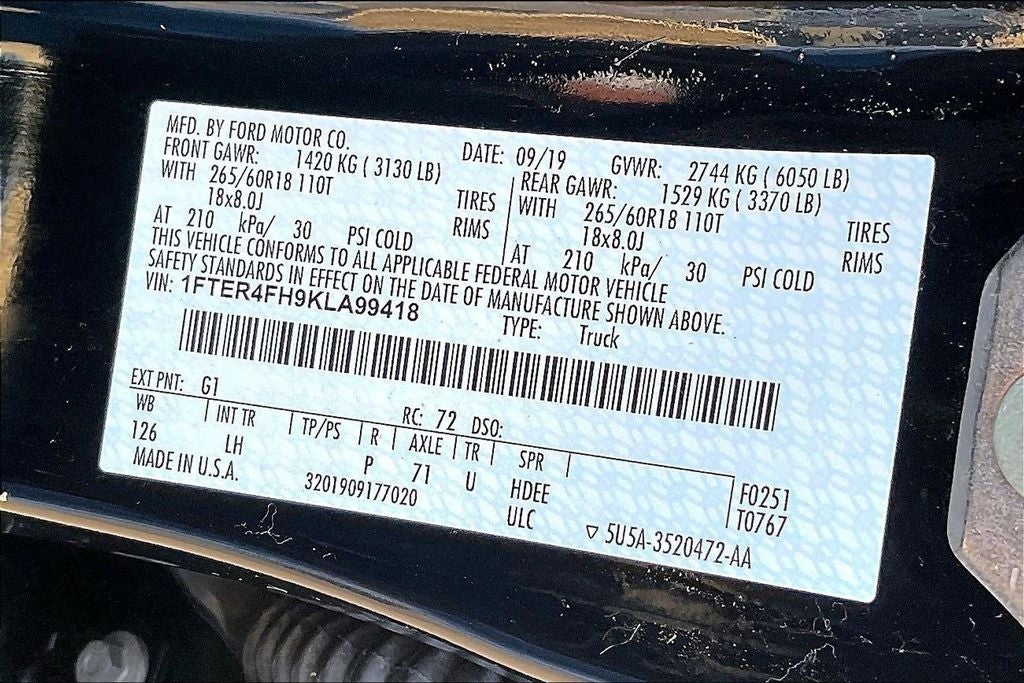 MFD. BY FORD MOTOR CO. DATE: 09/19 GVWR: 2744 KG ( 6050 LB)
FRONT GAWR: 1420 KG ( 3130 LB) REAR GAWR: 1529 KG ( 3370 LB)
WITH 265/60R18 110T TIRES WITH 265/60R18 110T TIRES
18x8.0J RIMS 18x8.0J RIMS
AT 210 kPa/ 30 PSI COLD AT 210 kPa/ 30 PSI COLD
THIS VEHICLE CONFORMS TO ALL APPLICABLE FEDERAL MOTOR VEHICLE
SAFETY STANDARDS IN EFFECT ON THE DATE OF MANUFACTURE SHOWN ABOVE.
VIN: 1FTER4FH9KLA99418 TYPE: Truck
EXT PNT: G1 RC: 72 DSO:
WB INT TR TP/PS R AXLE TR SPR F0251
126 LH P 71 U HDEE T0767
MADE IN U.S.A. 3201909177020 ULC ▽ 5U5A-3520472-AA